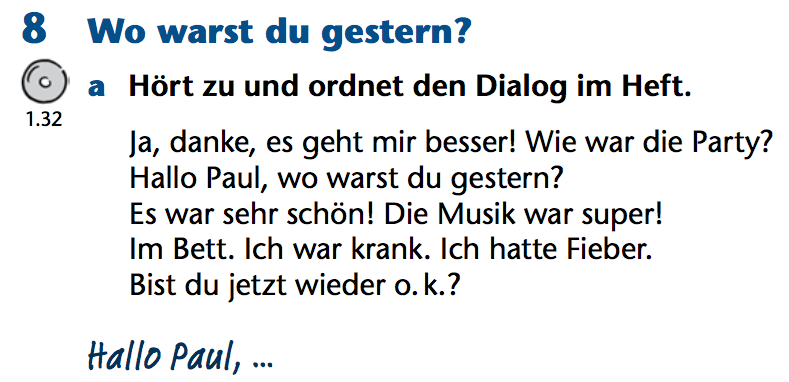 8 Wo warst du gestern?
a Hört zu und ordnet den Dialog im Heft.
1.32
Ja, danke, es geht mir besser! Wie war die Party?
Hallo Paul, wo warst du gestern?
Es war sehr schön! Die Musik war super!
Im Bett. Ich war krank. Ich hatte Fieber.
Bist du jetzt wieder o.k.?
Hallo Paul, ...